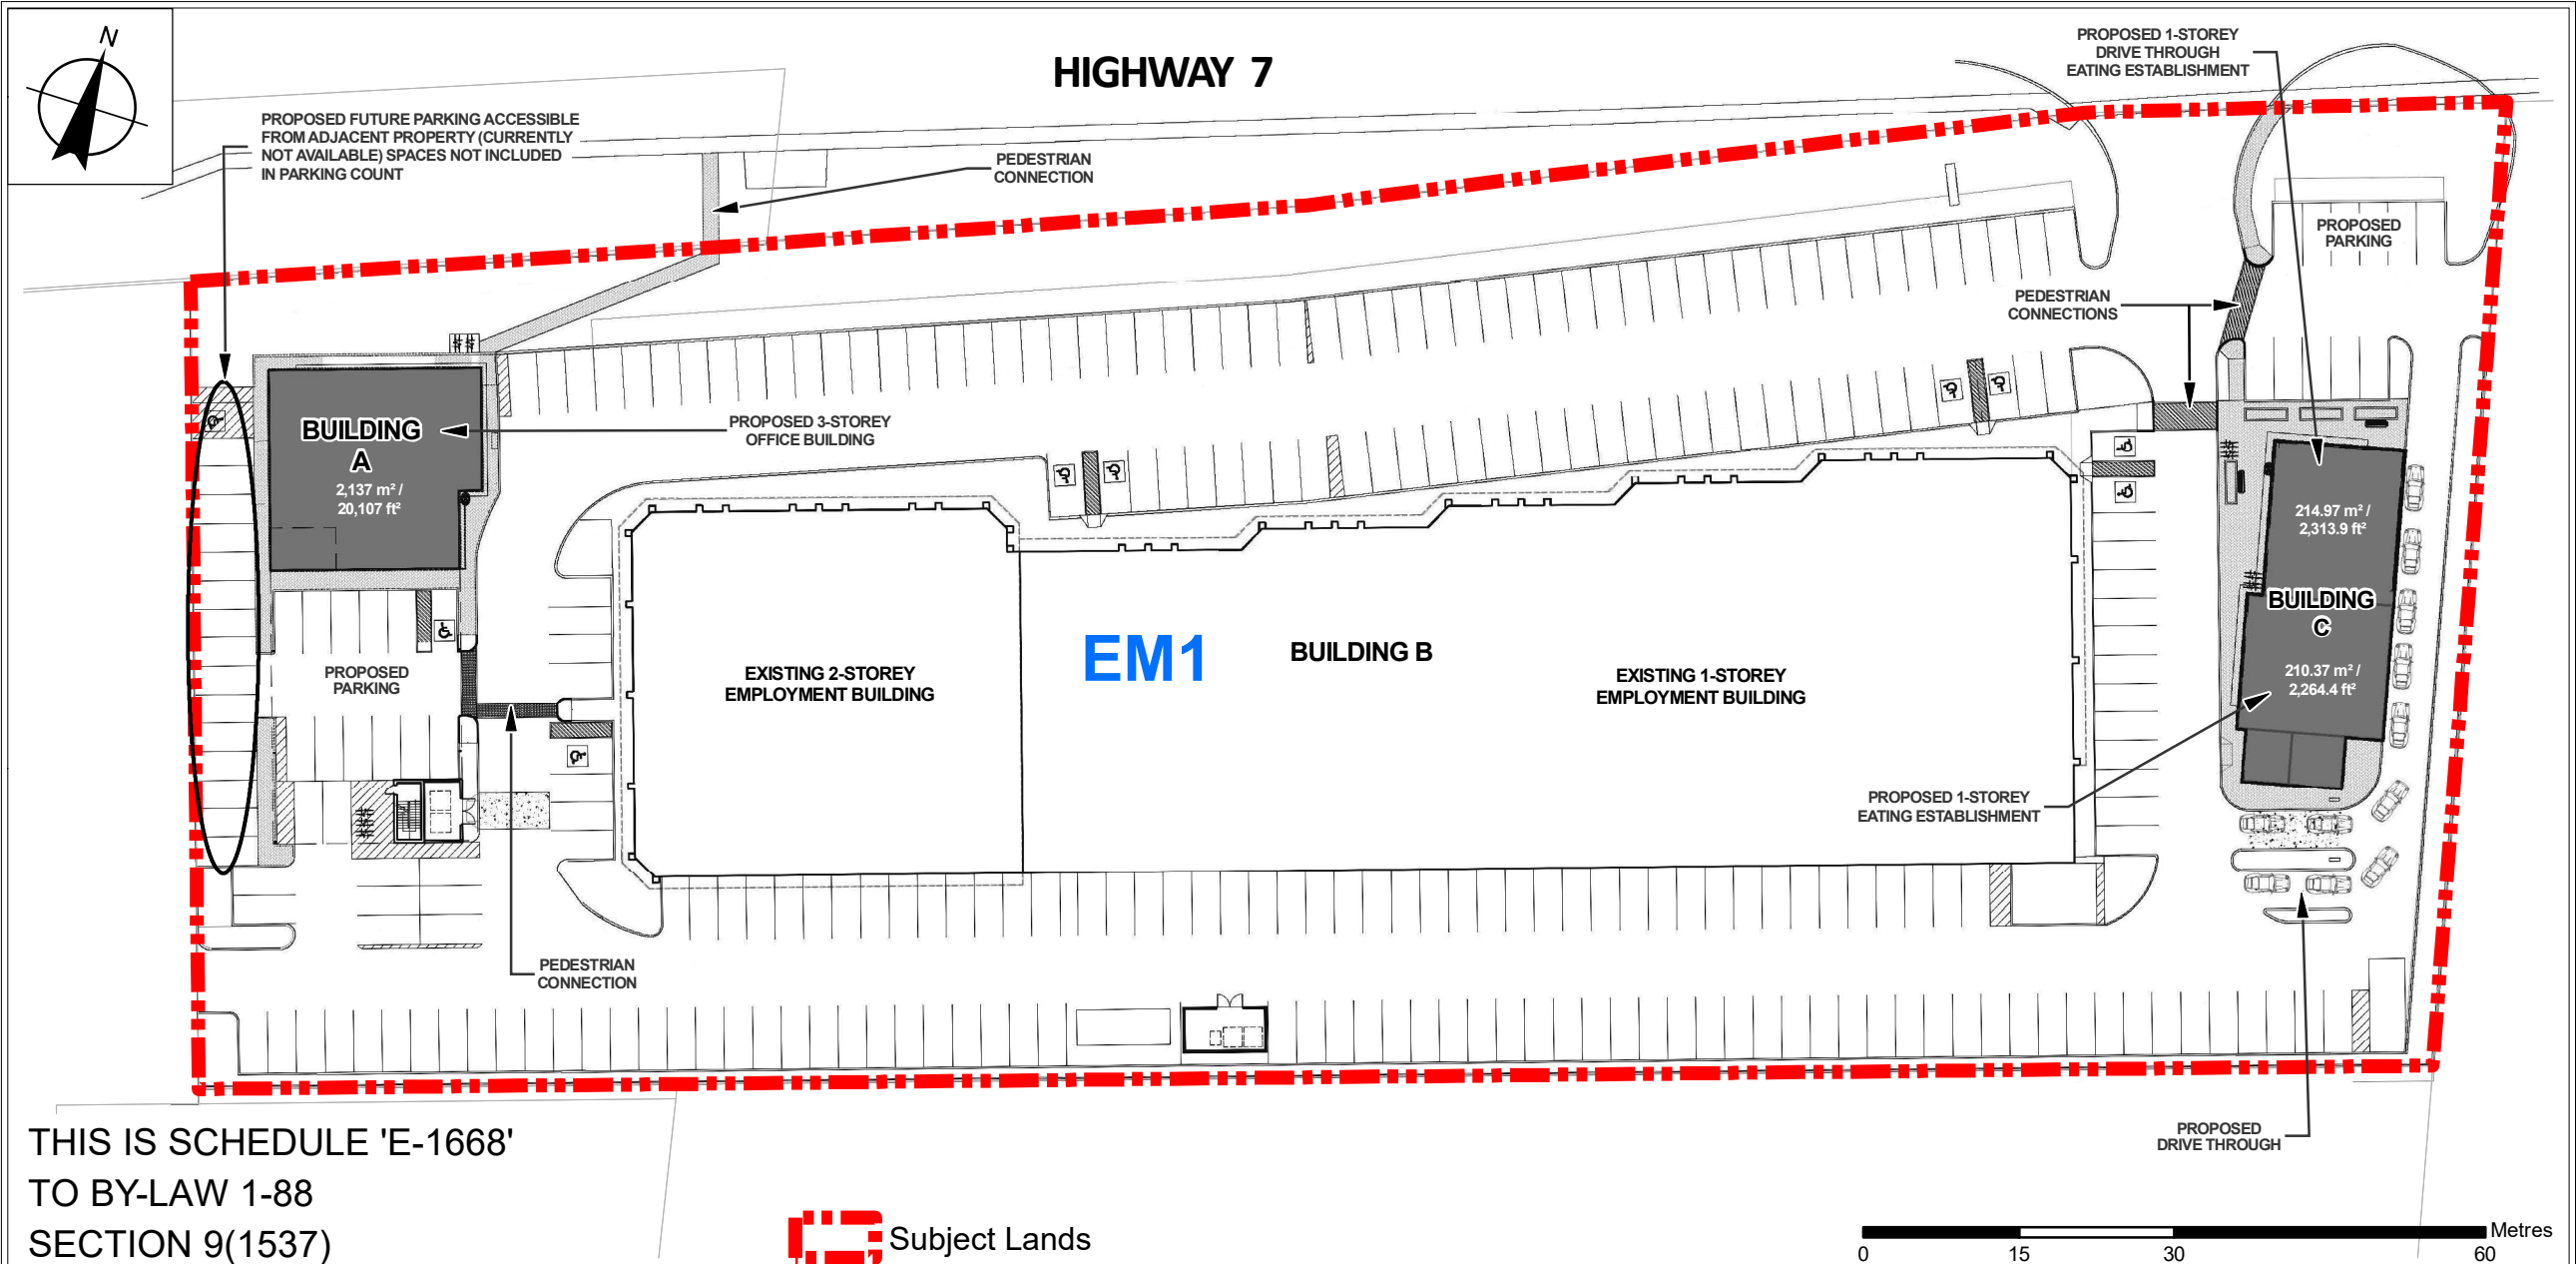 N
HIGHWAY 7
PROPOSED 1-STOREY
DRIVE THROUGH
EATING ESTABLISHMENT
PROPOSED FUTURE PARKING ACCESSIBLE
FROM ADJACENT PROPERTY (CURRENTLY
NOT AVAILABLE) SPACES NOT INCLUDED
IN PARKING COUNT
PEDESTRIAN
CONNECTION
PROPOSED
PARKING
PEDESTRIAN
CONNECTIONS
BUILDING
A
2,137 m² /
20,107 ft²
PROPOSED 3-STOREY
OFFICE BUILDING
214.97 m² /
2,313.9 ft²
BUILDING
C
210.37 m² /
2,264.4 ft²
PROPOSED
PARKING
EXISTING 2-STOREY
EMPLOYMENT BUILDING
EM1
BUILDING B
EXISTING 1-STOREY
EMPLOYMENT BUILDING
PROPOSED 1-STOREY
EATING ESTABLISHMENT
PEDESTRIAN
CONNECTION
PROPOSED
DRIVE THROUGH
THIS IS SCHEDULE 'E-1668'
TO BY-LAW 1-88
SECTION 9(1537)
Subject Lands
Metres
0 15 30 60